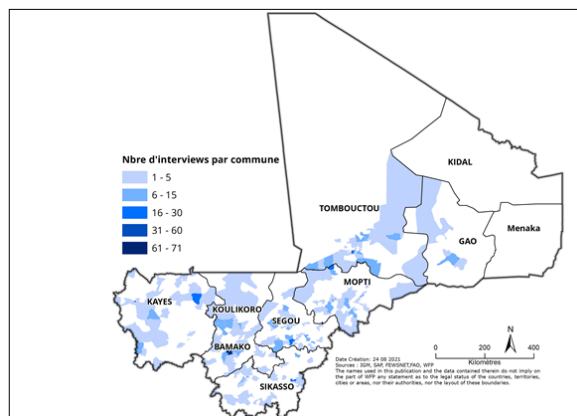 Nbre d'interviews par commune
1 - 5
6 - 15
16 - 30
31 - 60
61 - 71
KIDAL
TOMBOUCTOU
GAO
Menaka
MOPTI
KAYES
KOULIKORO
SEGOU
BAMAKO
SIKASSO
N
0 200 400
Kilomètres
Date Création: 24 08 2021
Sources : IGM, SAP, FEWSNET,FAO, WFP
The names used in this publication and the data contained therein do not imply on
the part of WFP any statement as to the legal status of the countries, territories,
cities or areas, nor their authorities, nor the layout of these boundaries.